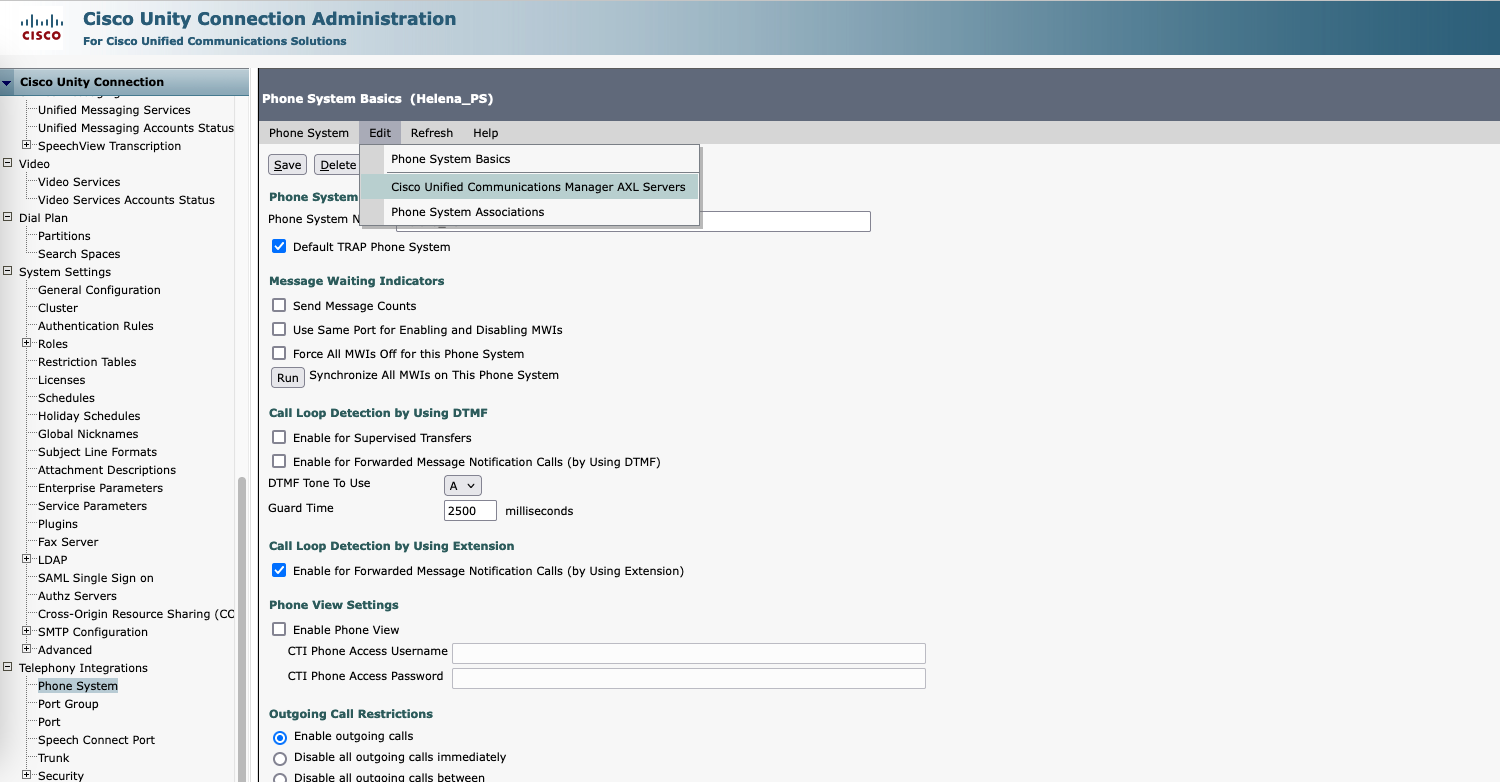 Cisco Unity Connection Administration
CISCO
For Cisco Unified Communications Solutions
Cisco Unity Connection
Unified Messaging Services
Unified Messaging Accounts Status
SpeechView Transcription
Video
Video Services
Video Services Accounts Status
Dial Plan
Partitions
Search Spaces
System Settings
General Configuration
Cluster
Authentication Rules
Roles
Restriction Tables
Licenses
Schedules
Holiday Schedules
Global Nicknames
Subject Line Formats
Attachment Descriptions
Enterprise Parameters
Service Parameters
Plugins
Fax Server
LDAP
SAML Single Sign on
Authz Servers
Cross-Origin Resource Sharing (CO
SMTP Configuration
Advanced
Telephony Integrations
Phone System
Port Group
Port
Speech Connect Port
Trunk
Security
Phone System Basics (Helena_PS)
Phone System Edit Refresh Help
Phone System Basics
Cisco Unified Communications Manager AXL Servers
Phone System Associations
Save Delete
Phone System
Phone System N
Default TRAP Phone System
Message Waiting Indicators
Send Message Counts
Use Same Port for Enabling and Disabling MWIs
Force All MWIs Off for this Phone System
Run Synchronize All MWIs on This Phone System
Call Loop Detection by Using DTMF
Enable for Supervised Transfers
Enable for Forwarded Message Notification Calls (by Using DTMF)
DTMF Tone To Use A
Guard Time 2500 milliseconds
Call Loop Detection by Using Extension
Enable for Forwarded Message Notification Calls (by Using Extension)
Phone View Settings
Enable Phone View
CTI Phone Access Username
CTI Phone Access Password
Outgoing Call Restrictions
Enable outgoing calls
Disable all outgoing calls immediately
Disable all outgoing calls between